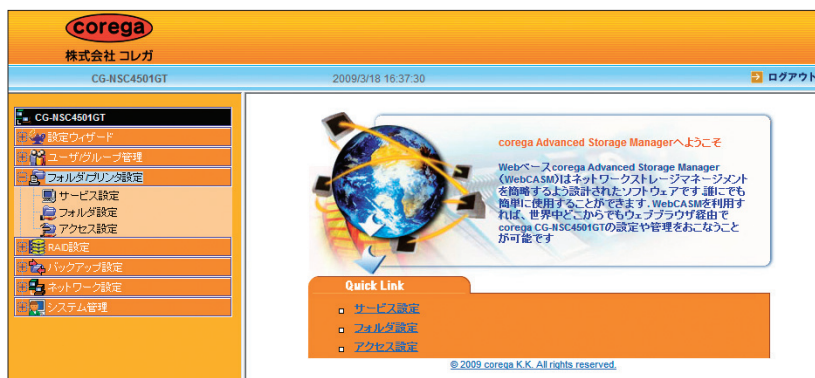 corega
株式会社 コレガ
CG-NSC4501GT
2009/3/18 16:37:30
ログアウト
CG-NSC4501GT
設定ウィザード
ユーザ/グループ管理
フォルダ/プリンタ設定
サービス設定
フォルダ設定
アクセス設定
RAID設定
バックアップ設定
ネットワーク設定
システム管理
corega Advanced Storage Managerへようこそ
Webベースcorega Advanced Storage Manager
(WebCASM)はネットワークストレージマネージメント
を簡略するよう設計されたソフトウェアです.誰にでも
簡単に使用することができます. WebCASMを利用す
れば、世界中どこからでもウェブブラウザ経由で
corega CG-NSC4501GTの設定や管理をおこなうこと
が可能です
Quick Link
サービス設定
フォルダ設定
アクセス設定
© 2009 corega K.K. All rights reserved.